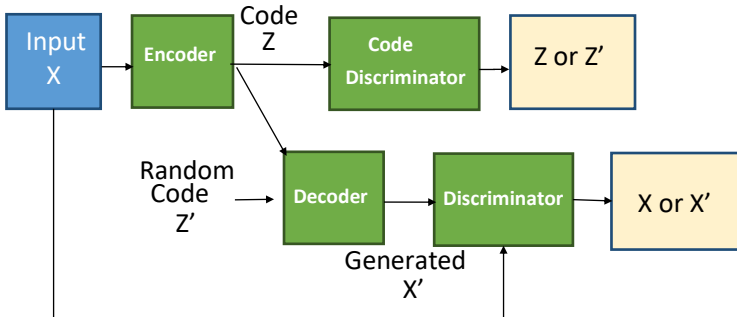 Input
X
Encoder
Code
Z
Code
Discriminator
Z or Z’
Random
Code
Z’
Decoder
Discriminator
X or X’
Generated
X’